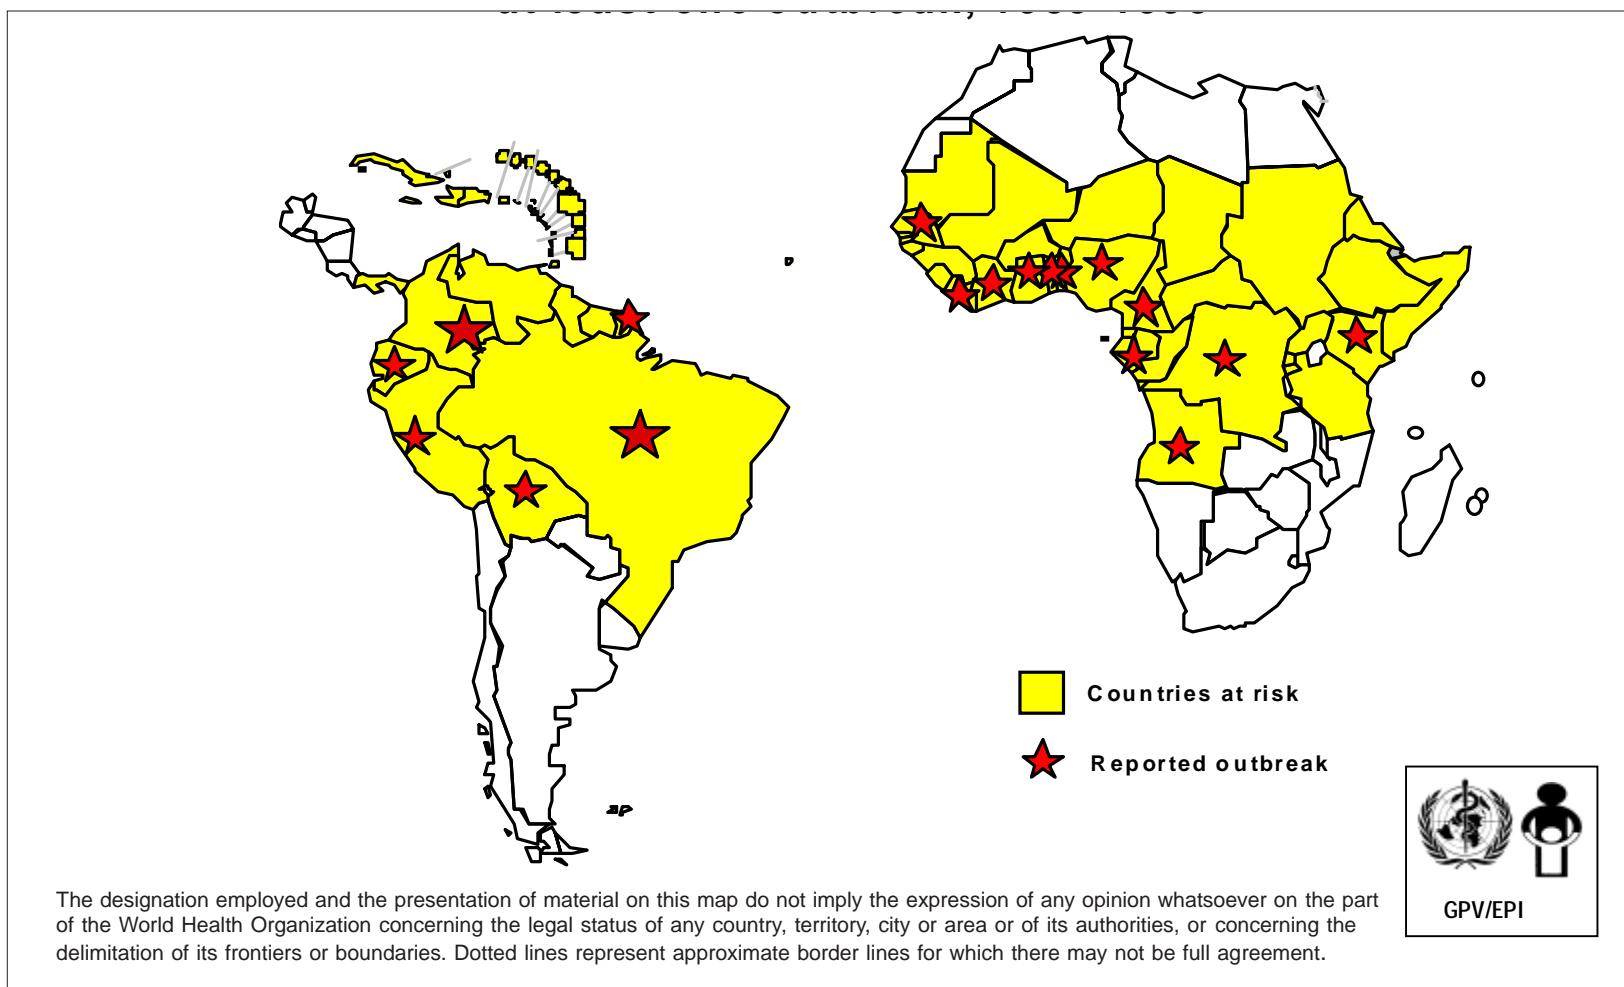 Countries at risk
Reported outbreak
GPV/EPI
The designation employed and the presentation of material on this map do not imply the expression of any opinion whatsoever on the part
of the World Health Organization concerning the legal status of any country, territory, city or area or of its authorities, or concerning the
delimitation of its frontiers or boundaries. Dotted lines represent approximate border lines for which there may not be full agreement.